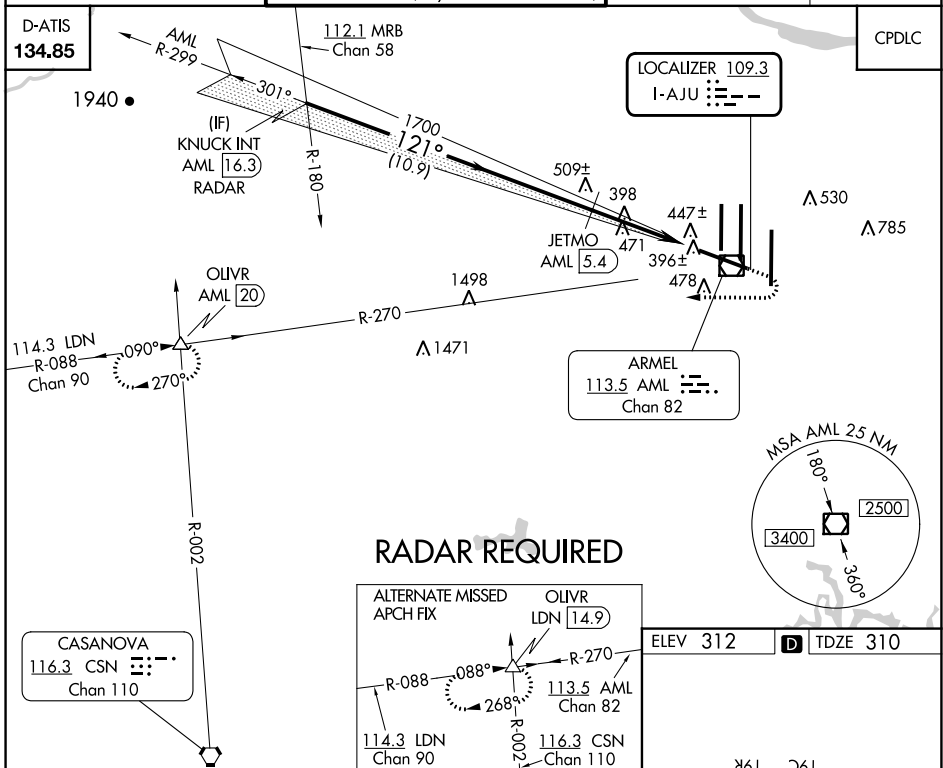 D-ATIS
134.85
AML
R-299
112.1 MRB
Chan 58
CPDLC
LOCALIZER 109.3
I-AJU
1940
301°
(IF)
KNUCK INT
AML 16.3
RADAR
R-180
1700
121°
(10.9)
509±
398
447±
530
785
JETMO
AML 5.4
471
396±
478
OLIVR
AML 20
1498
R-270
1471
114.3 LDN
R-088
Chan 90
090°
270°
ARMEL
113.5 AML
Chan 82
MSA AML 25 NM
180°
2500
3400
360°
R-002
RADAR REQUIRED
CASANOVA
116.3 CSN
Chan 110
ALTERNATE MISSED
APCH FIX
OLIVR
LDN 14.9
R-088
088°
R-270
268°
113.5 AML
Chan 82
R-002
114.3 LDN
Chan 90
116.3 CSN
Chan 110
ELEV 312
D
TDZE 310
19C
19R